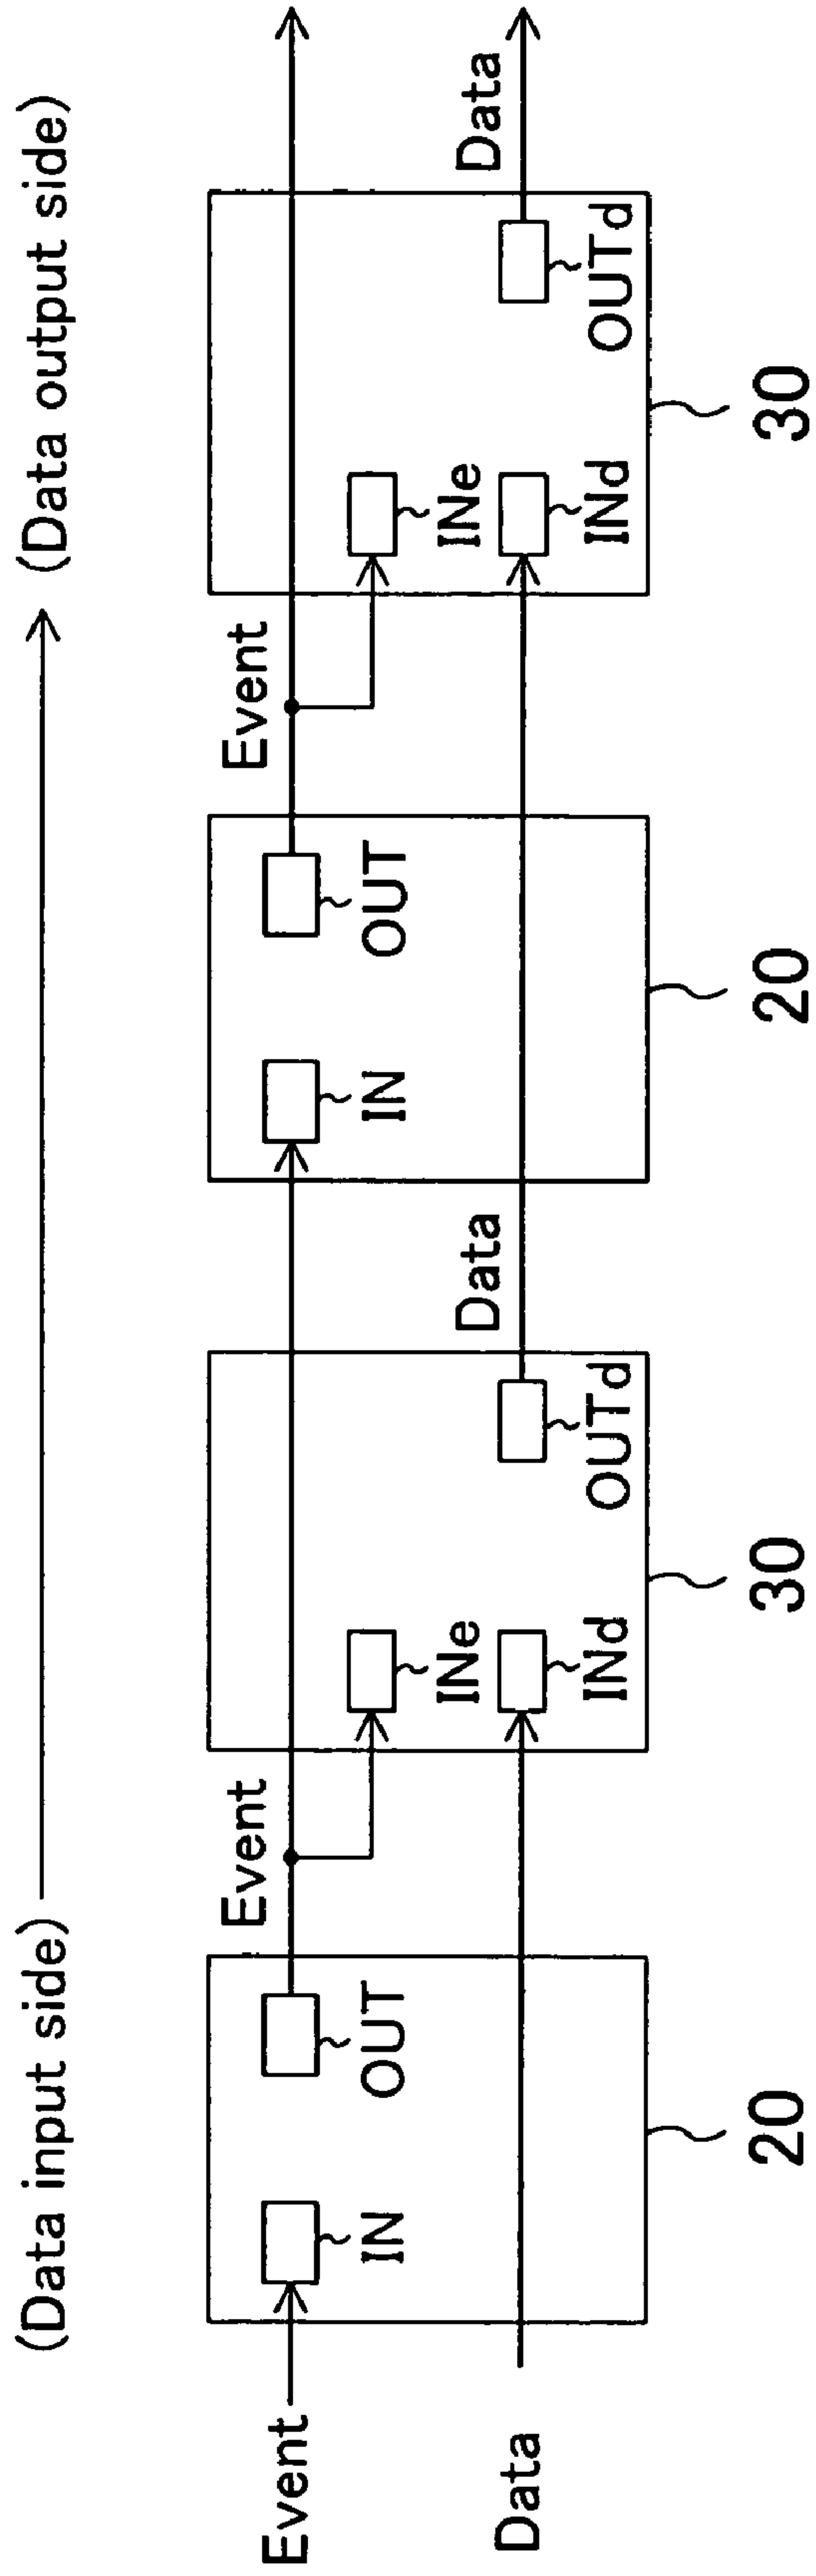 (Data input side) (Data output side)
Event
Data
IN
OUT
20
Event
INe
INd
OUTd
30
Data
IN
OUT
20
Event
INe
INd
OUTd
30
Data